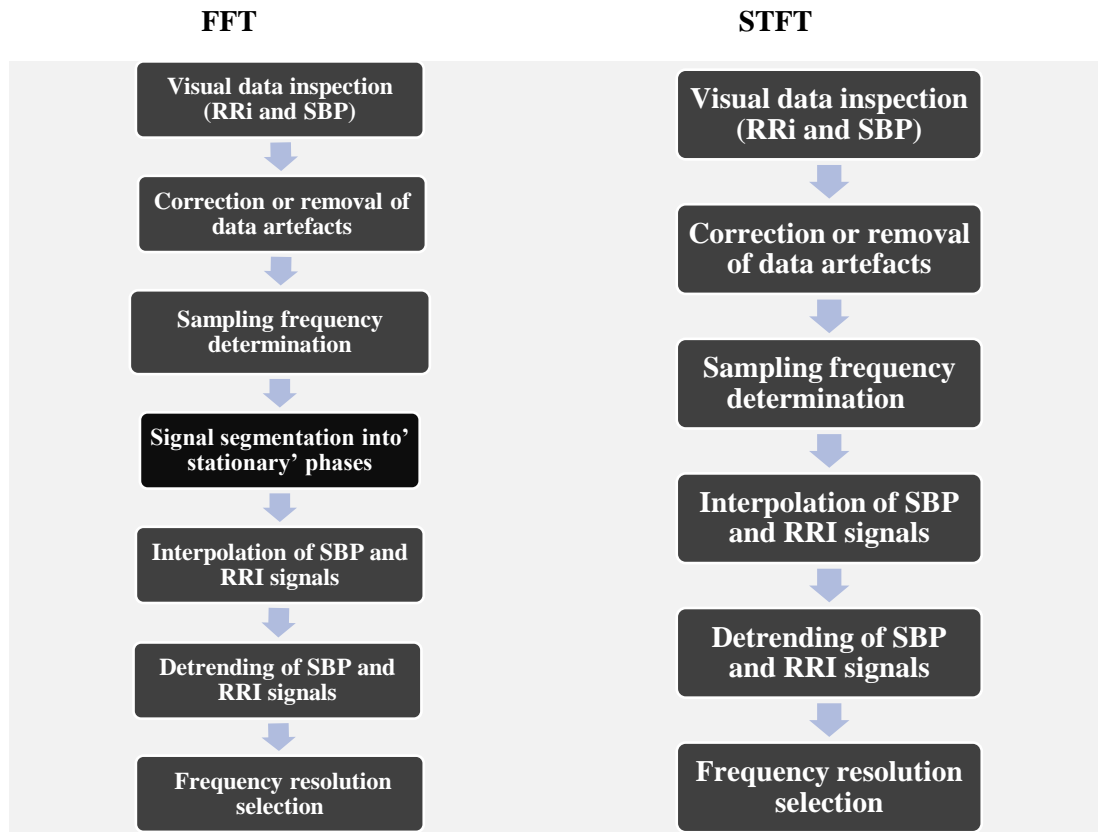 FFT
Visual data inspection
(RRi and SBP)
Correction or removal of
data artefacts
Sampling frequency
determination
Signal segmentation into’
stationary’ phases
Interpolation of SBP and
RRI signals
Detrending of SBP and
RRI signals
Frequency resolution
selection
STFT
Visual data inspection
(RRi and SBP)
Correction or removal
of data artefacts
Sampling frequency
determination
Interpolation of SBP
and RRI signals
Detrending of SBP
and RRI signals
Frequency resolution
selection